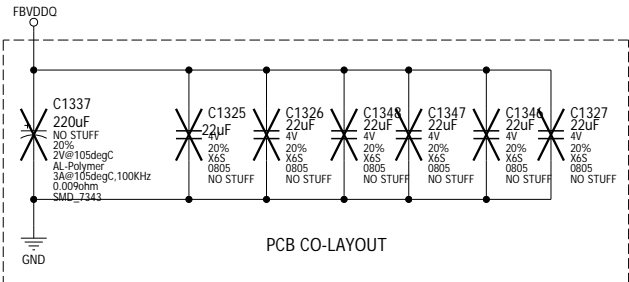 FBVDDQ
C1337
220uF
NO STUFF
20%
2V@105degC
AL-Polymer
3A@105degC,100KHz
0.009ohm
SMD_7343
C1325
22uF
4V
20%
X6S
0805
NO STUFF
C1326
22uF
4V
20%
X6S
0805
NO STUFF
C1348
22uF
4V
20%
X6S
0805
NO STUFF
C1347
22uF
4V
20%
X6S
0805
NO STUFF
C1346
22uF
4V
20%
X6S
0805
NO STUFF
C1327
22uF
4V
20%
X6S
0805
NO STUFF
GND
PCB CO-LAYOUT